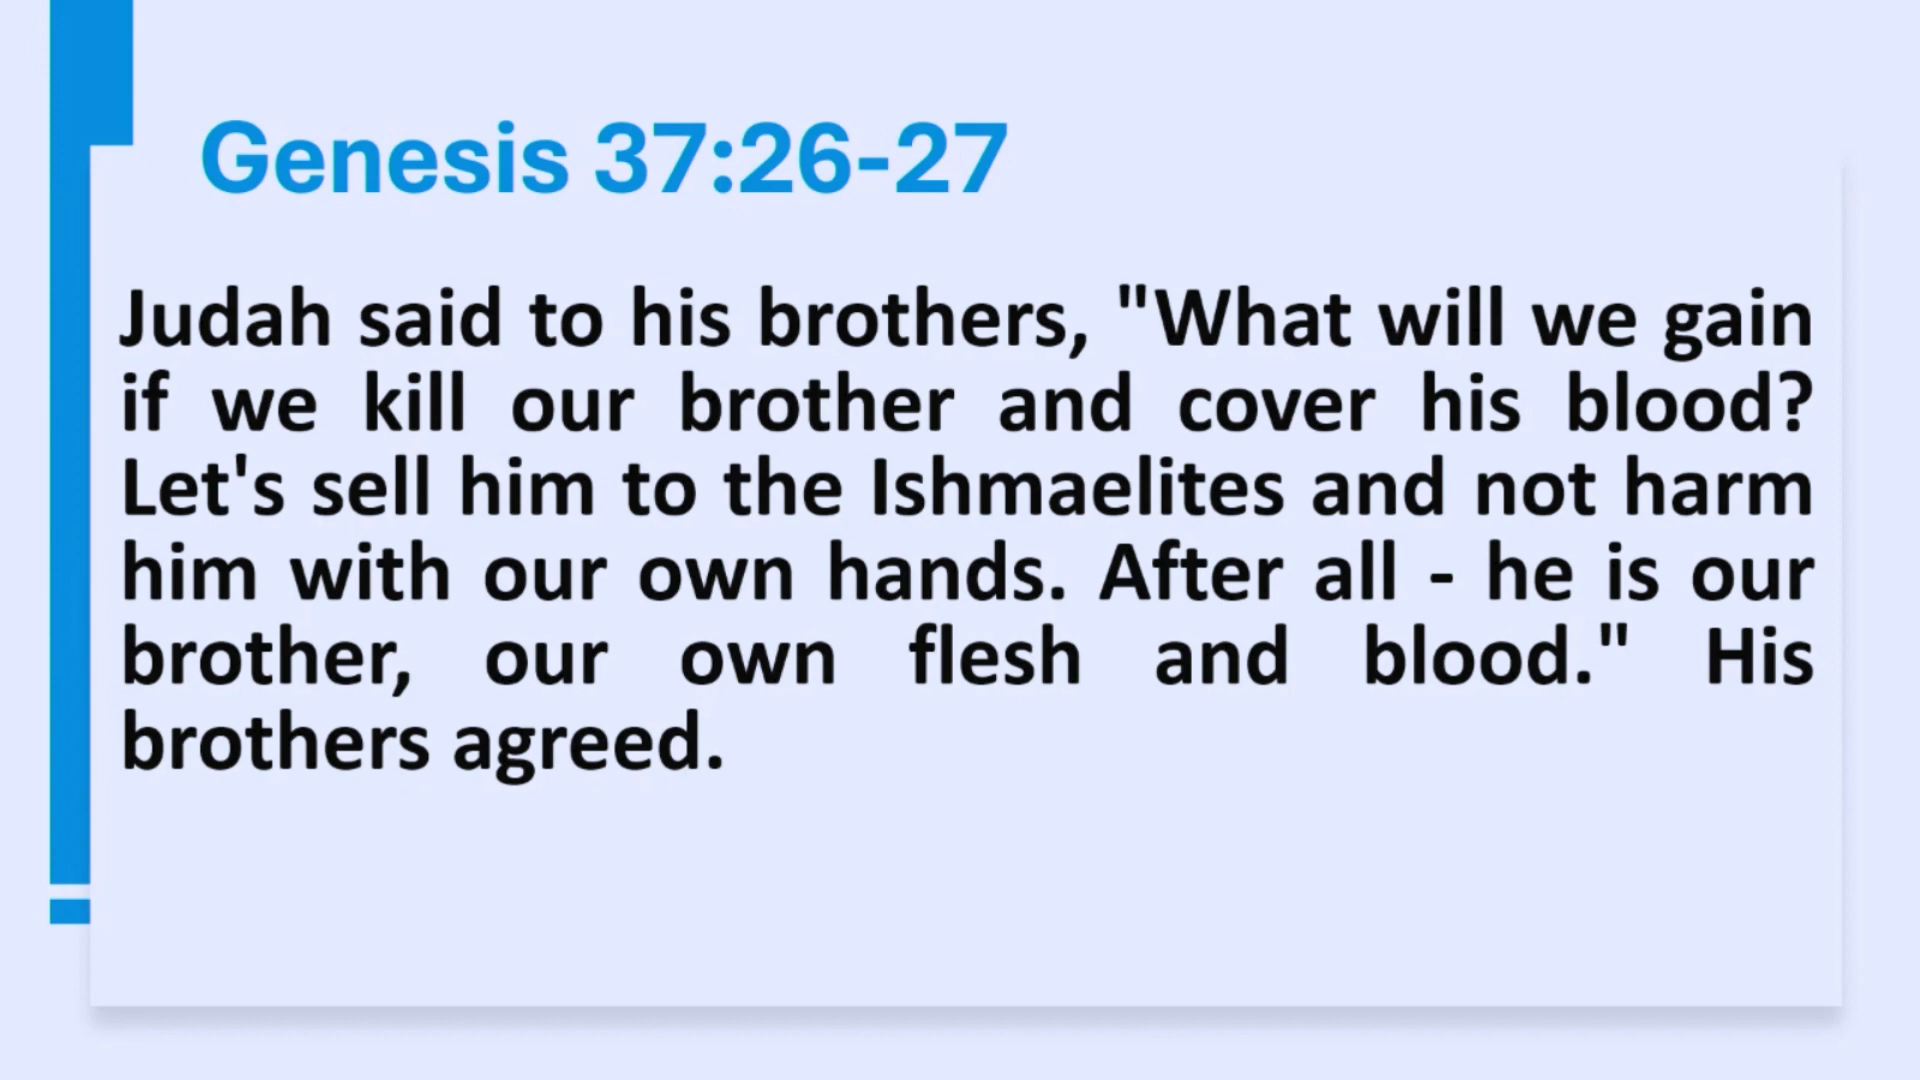 Genesis 37:26-27
Judah said to his brothers, "What will we gain
if we kill our brother and cover his blood?
Let's sell him to the Ishmaelites and not harm
him with our own hands. After all - he is our
brother, our own flesh and blood." His
brothers agreed.